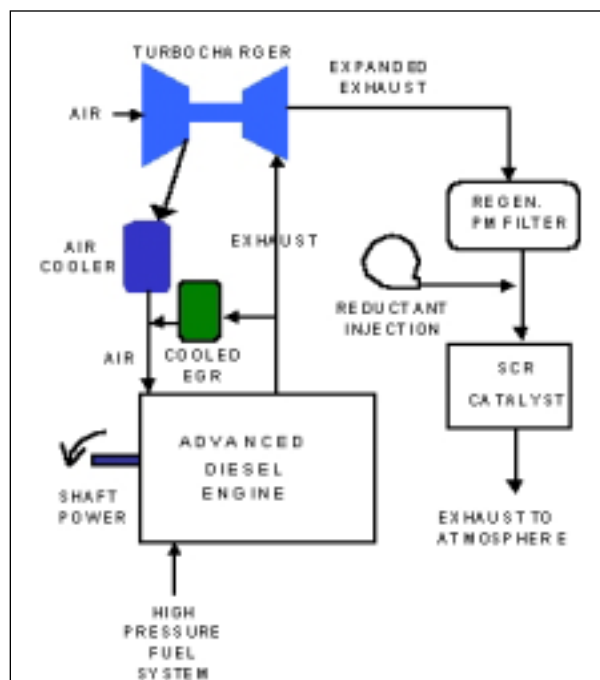 TURBOCHARGER
EXPANDED
EXHAUST
AIR
REGEN.
PM FILTER
AIR
COOLER
EXHAUST
REDUCTANT
INJECTION
AIR
COOLED
EGR
SCR
CATALYST
ADVANCED
DIESEL
ENGINE
SHAFT
POWER
EXHAUST TO
ATMOSPHERE
HIGH
PRESSURE
FUEL
SYSTEM